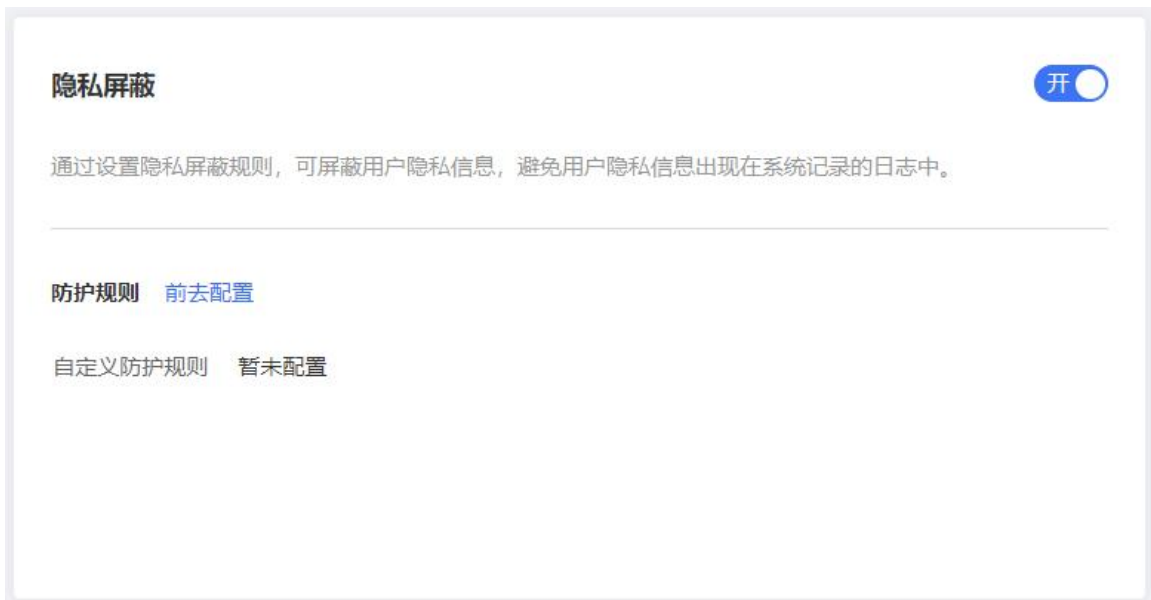 隐私屏蔽
开
通过设置隐私屏蔽规则，可屏蔽用户隐私信息，避免用户隐私信息出现在系统记录的日志中。
防护规则 前去配置
自定义防护规则 暂未配置